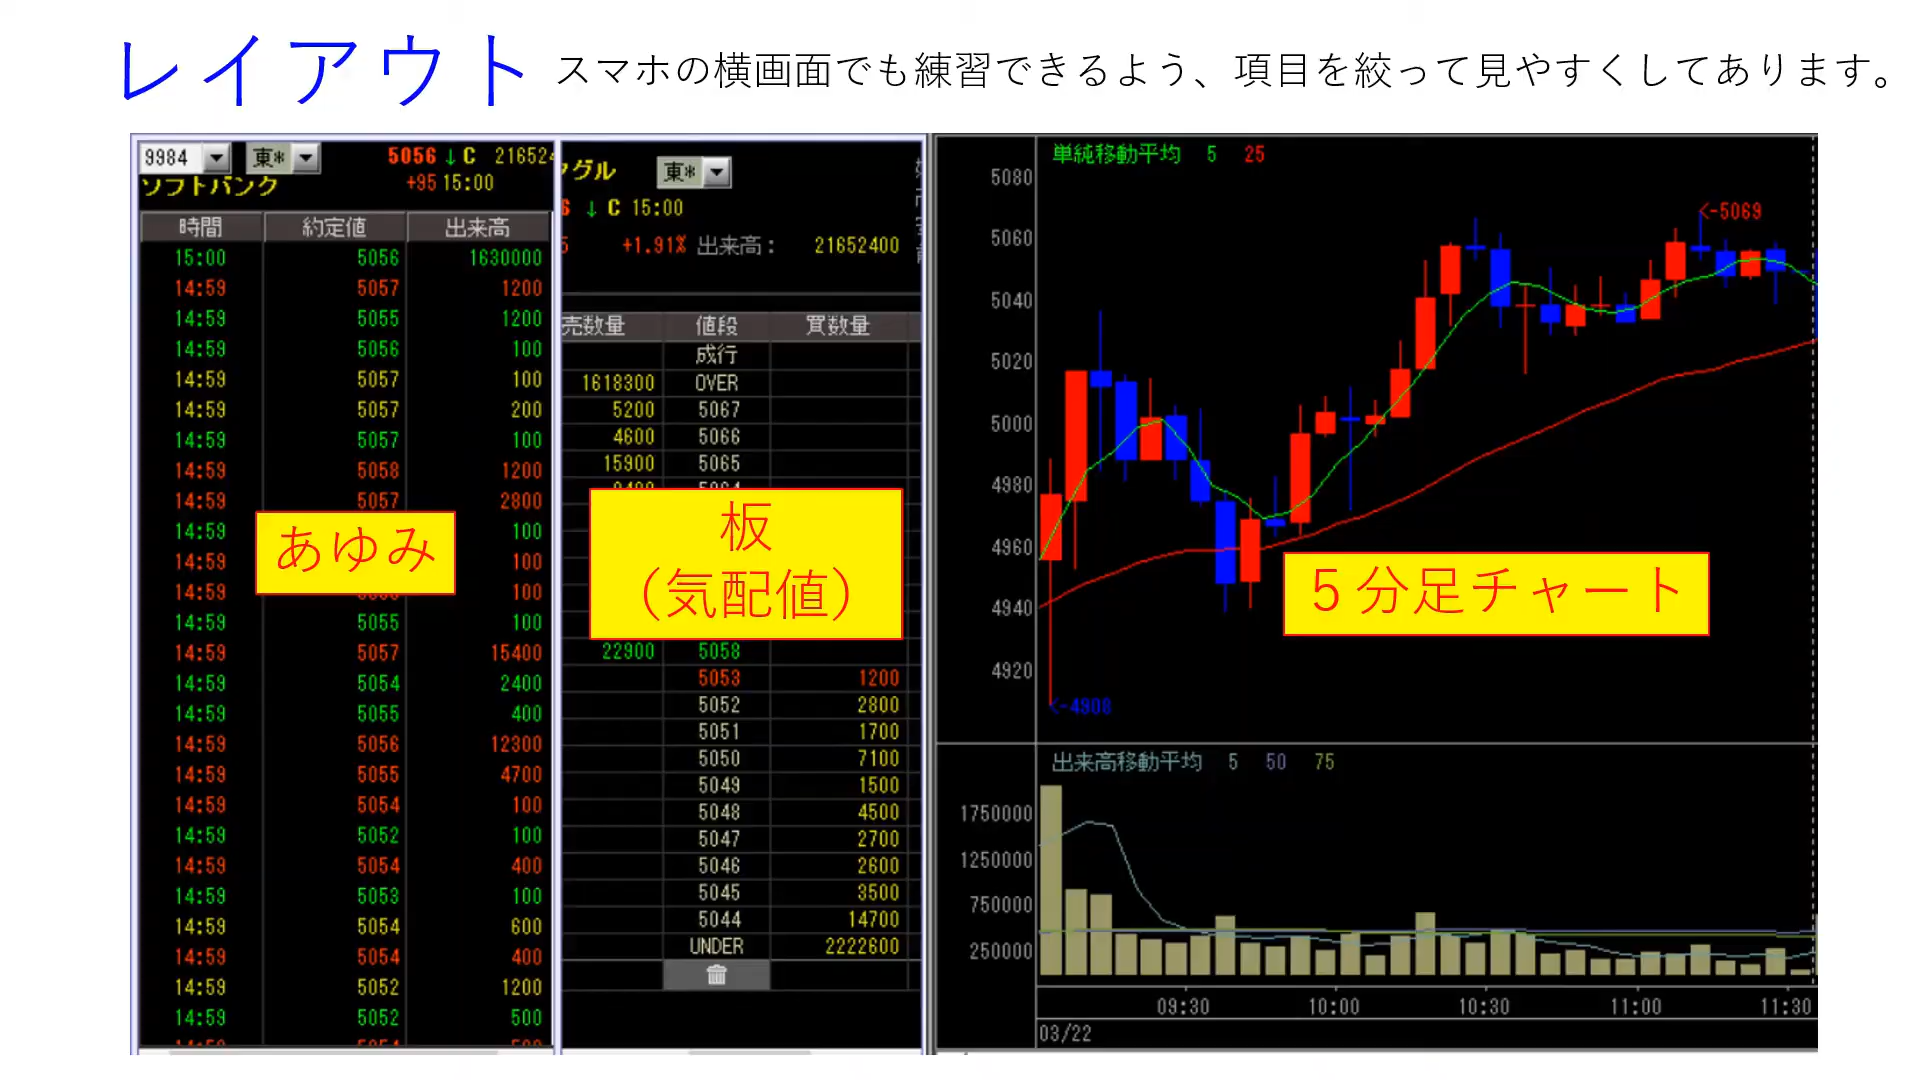 レイアウト スマホの横画面でも練習できるよう、項目を絞って見やすくしてあります。
9984 東* 5056 ↓ C 21652
ソフトバンク +95 15:00
時間 約定値 出来高
15:00 5056 1630000
14:59 5057 1200
14:59 5055 1200
14:59 5056 100
14:59 5057 100
14:59 5057 200
14:59 5057 100
14:59 5058 1200
14:59 5057 2800
14:59 100
14:59 100
14:59 100
14:59 5055 100
14:59 5057 15400
14:59 5054 2400
14:59 5055 400
14:59 5056 12300
14:59 5055 4700
14:59 5054 100
14:59 5052 100
14:59 5054 400
14:59 5053 100
14:59 5054 600
14:59 5054 400
14:59 5052 1200
14:59 5052 500
あゆみ
グル 東*
↓ C 15:00
+1.91% 出来高: 21652400
売数量 値段 買数量
成行
1618300 OVER
5200 5067
4600 5066
15900 5065
板
（気配値）
22900 5058
5053 1200
5052 2800
5051 1700
5050 7100
5049 1500
5048 4500
5047 2700
5046 2600
5045 3500
5044 14700
UNDER 2222600
単純移動平均 5 25
5080
5060
5040
5020
5000
4980
4960
4940
4920
<-5069
<-4908
5分足チャート
出来高移動平均 5 50 75
1750000
1250000
750000
250000
09:30 10:00 10:30 11:00 11:30
03/22